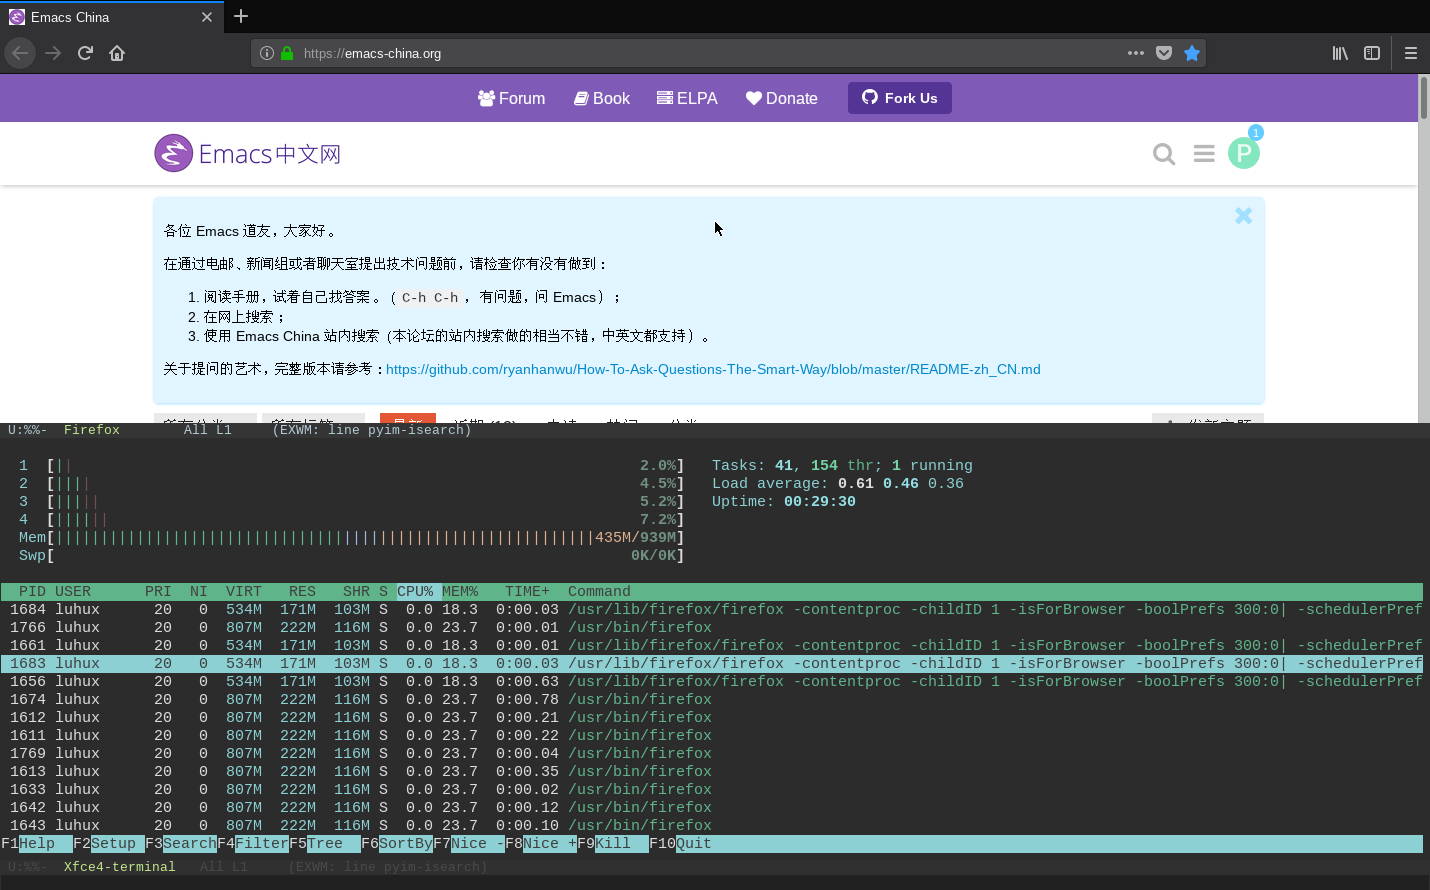 Emacs China
https://emacs-china.org
Forum Book ELPA Donate Fork Us
Emacs中文网
P
1
各位 Emacs 道友，大家好。
在通过电邮、新闻组或者聊天室提出技术问题前，请检查你有没有做到：
1. 阅读手册，试着自己找答案。（ C-h C-h ，有问题，问 Emacs）；
2. 在网上搜索；
3. 使用 Emacs China 站内搜索（本论坛的站内搜索做的相当不错，中英文都支持）。
关于提问的艺术，完整版本请参考：https://github.com/ryanhanwu/How-To-Ask-Questions-The-Smart-Way/blob/master/README-zh_CN.md
U:%%- Firefox All L1 (EXWM: line pyim-isearch)
1 [|| 2.0%] Tasks: 41, 154 thr; 1 running
2 [|||| 4.5%] Load average: 0.61 0.46 0.36
3 [||||| 5.2%] Uptime: 00:29:30
4 [|||||| 7.2%]
Mem[||||||||||||||||||||||||||||||||||||||||||||||||||||||||||||435M/939M]
Swp[ 0K/0K]
PID USER PRI NI VIRT RES SHR S CPU% MEM% TIME+ Command
1684 luhux 20 0 534M 171M 103M S 0.0 18.3 0:00.03 /usr/lib/firefox/firefox -contentproc -childID 1 -isForBrowser -boolPrefs 300:0| -schedulerPref
1766 luhux 20 0 807M 222M 116M S 0.0 23.7 0:00.01 /usr/bin/firefox
1661 luhux 20 0 534M 171M 103M S 0.0 18.3 0:00.01 /usr/lib/firefox/firefox -contentproc -childID 1 -isForBrowser -boolPrefs 300:0| -schedulerPref
1683 luhux 20 0 534M 171M 103M S 0.0 18.3 0:00.03 /usr/lib/firefox/firefox -contentproc -childID 1 -isForBrowser -boolPrefs 300:0| -schedulerPref
1656 luhux 20 0 534M 171M 103M S 0.0 18.3 0:00.63 /usr/lib/firefox/firefox -contentproc -childID 1 -isForBrowser -boolPrefs 300:0| -schedulerPref
1674 luhux 20 0 807M 222M 116M S 0.0 23.7 0:00.78 /usr/bin/firefox
1612 luhux 20 0 807M 222M 116M S 0.0 23.7 0:00.21 /usr/bin/firefox
1611 luhux 20 0 807M 222M 116M S 0.0 23.7 0:00.22 /usr/bin/firefox
1769 luhux 20 0 807M 222M 116M S 0.0 23.7 0:00.04 /usr/bin/firefox
1613 luhux 20 0 807M 222M 116M S 0.0 23.7 0:00.35 /usr/bin/firefox
1633 luhux 20 0 807M 222M 116M S 0.0 23.7 0:00.02 /usr/bin/firefox
1642 luhux 20 0 807M 222M 116M S 0.0 23.7 0:00.12 /usr/bin/firefox
1643 luhux 20 0 807M 222M 116M S 0.0 23.7 0:00.10 /usr/bin/firefox
F1Help F2Setup F3SearchF4FilterF5Tree F6SortByF7Nice -F8Nice +F9Kill F10Quit
U:%%- Xfce4-terminal All L1 (EXWM: line pyim-isearch)